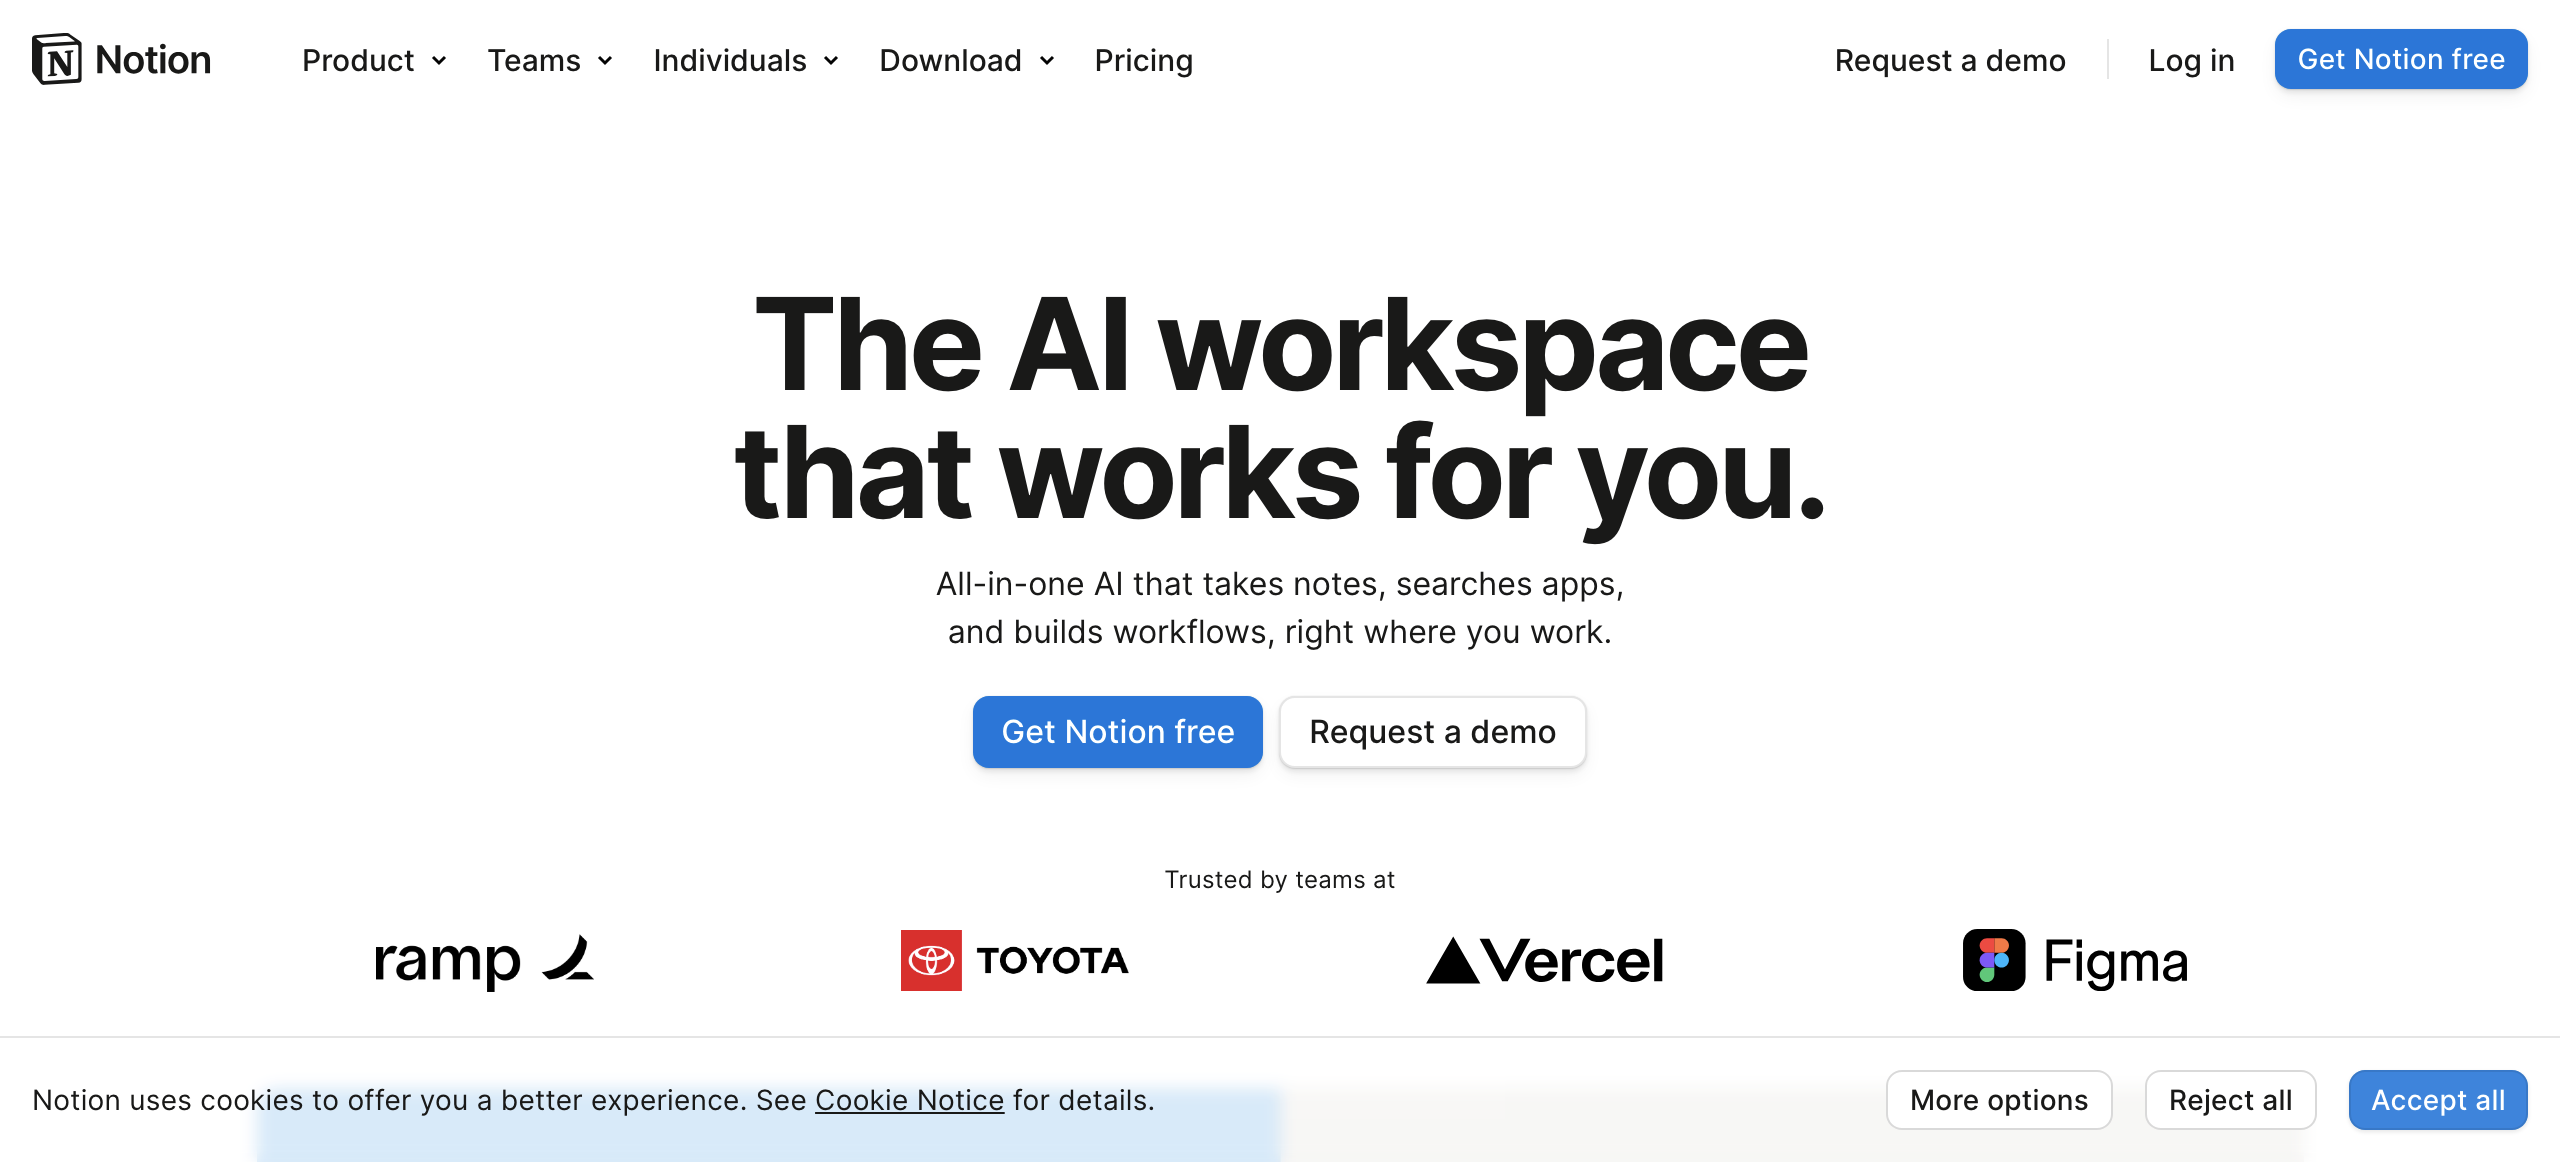 Notion
Product
Teams
Individuals
Download
Pricing
Request a demo
Log in
Get Notion free
The AI workspace
that works for you.
All-in-one AI that takes notes, searches apps,
and builds workflows, right where you work.
Get Notion free
Request a demo
Trusted by teams at
ramp
TOYOTA
Vercel
Figma
Notion uses cookies to offer you a better experience. See Cookie Notice for details.
More options
Reject all
Accept all